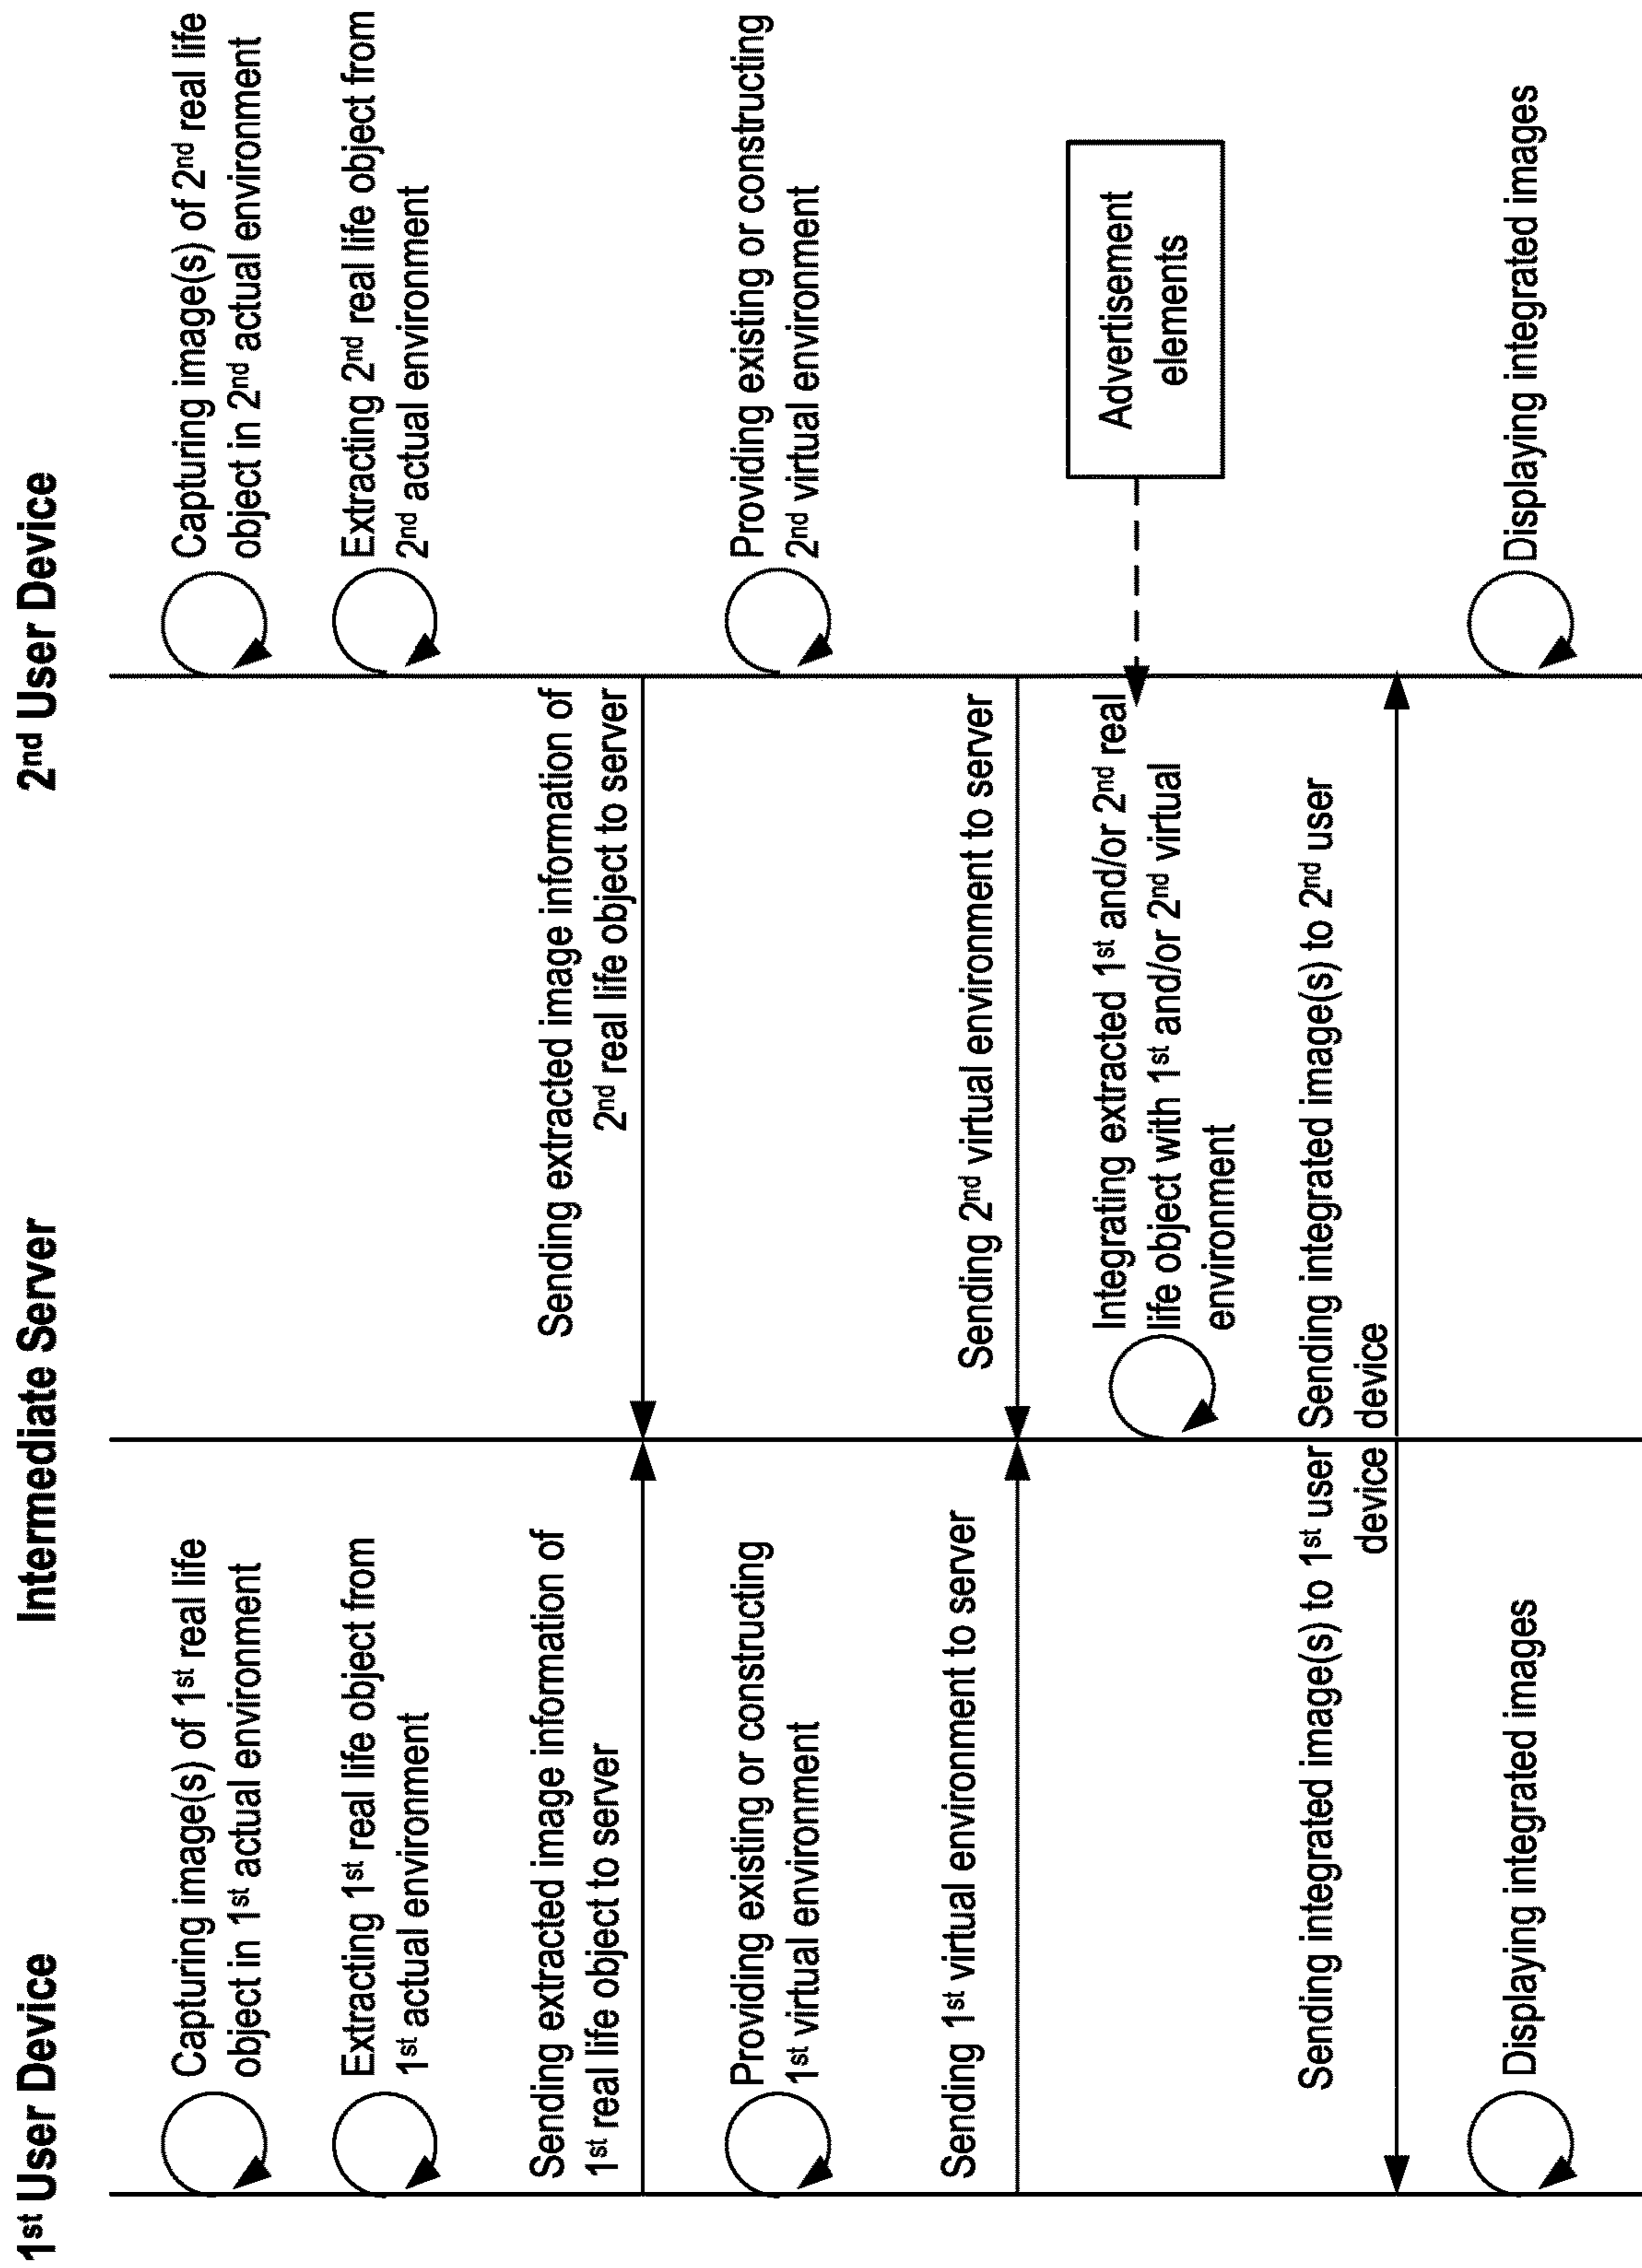 1st User Device
Intermediate Server
2nd User Device
Capturing image(s) of 1st real life
object in 1st actual environment
Capturing image(s) of 2nd real life
object in 2nd actual environment
Extracting 1st real life object from
1st actual environment
Extracting 2nd real life object from
2nd actual environment
Sending extracted image information of
1st real life object to server
Sending extracted image information of
2nd real life object to server
Providing existing or constructing
1st virtual environment
Providing existing or constructing
2nd virtual environment
Sending 1st virtual environment to server
Sending 2nd virtual environment to server
Integrating extracted 1st and/or 2nd real
life object with 1st and/or 2nd virtual
environment
Advertisement
elements
Sending integrated image(s) to 1st user
device
Sending integrated image(s) to 2nd user
device
Displaying integrated images
Displaying integrated images